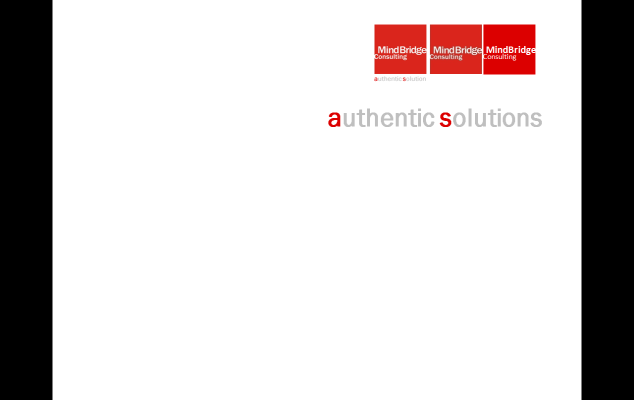 MindBridge
Consulting
authentic solution
MindBridge
Consulting
MindBridge
Consulting
authentic solutions